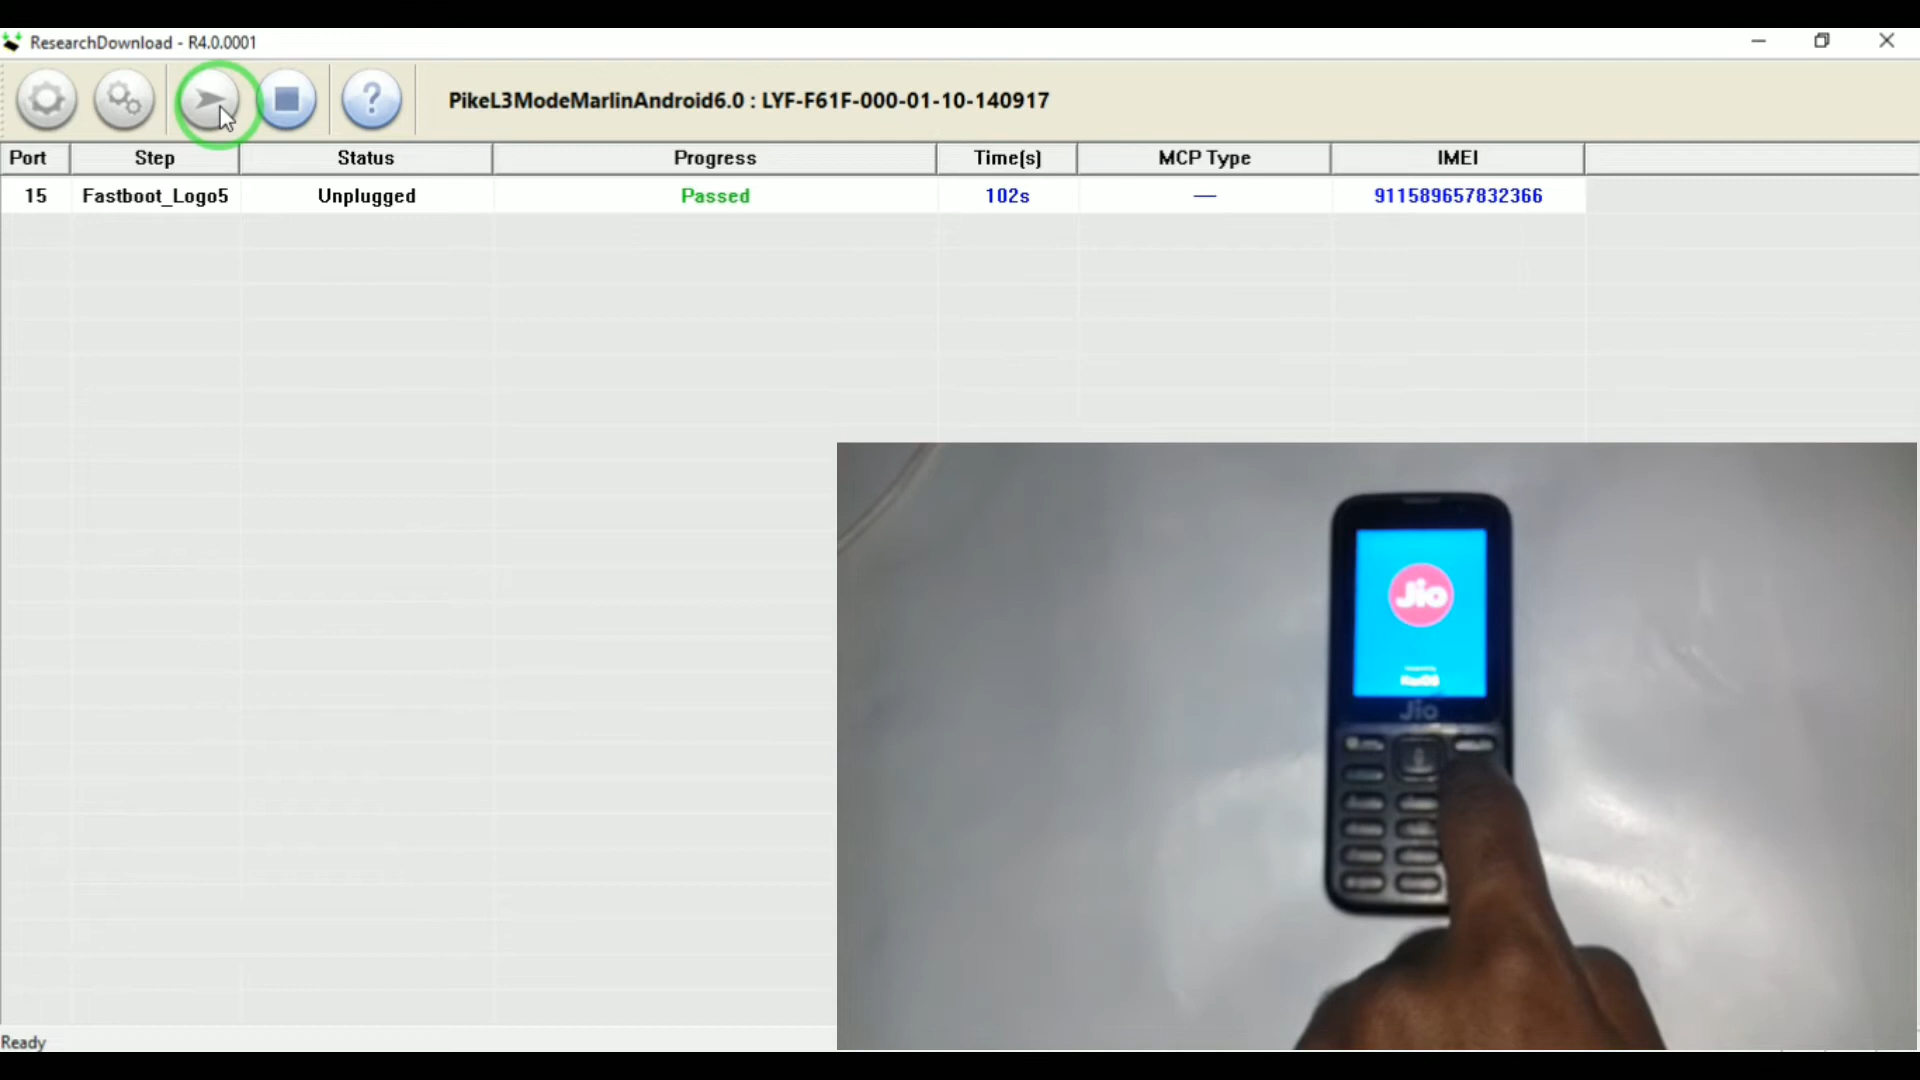 ResearchDownload - R4.0.0001
PikeL3ModeMarlinAndroid6.0 : LYF-F61F-000-01-10-140917
Port Step Status Progress Time(s) MCP Type IMEI
15 Fastboot_Logo5 Unplugged Passed 102s — 911589657832366
Jio
KaiOS
Jio
Ready